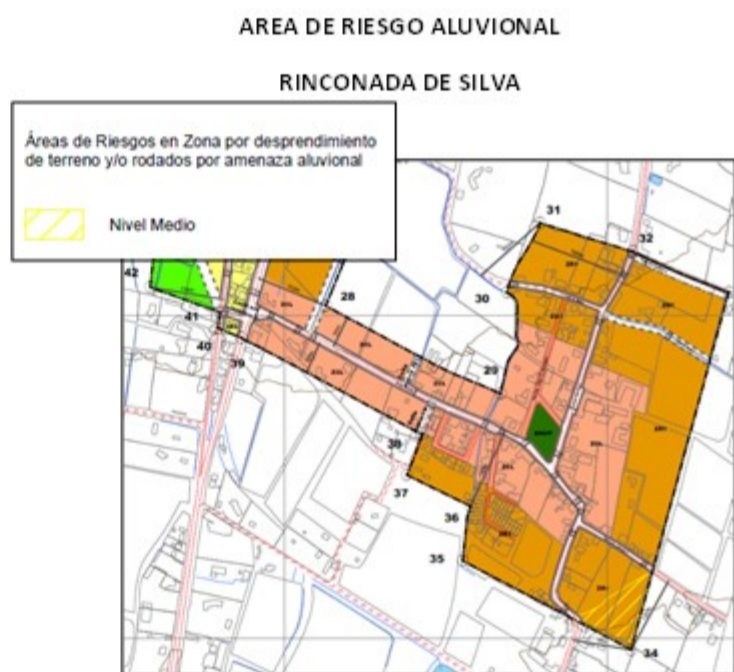 AREA DE RIESGO ALUVIONAL
RINCONADA DE SILVA
Áreas de Riesgos en Zona por desprendimiento
de terreno y/o rodados por amenaza aluvional
Nivel Medio
31
32
42
28
30
41
40
39
29
38
37
36
35
34